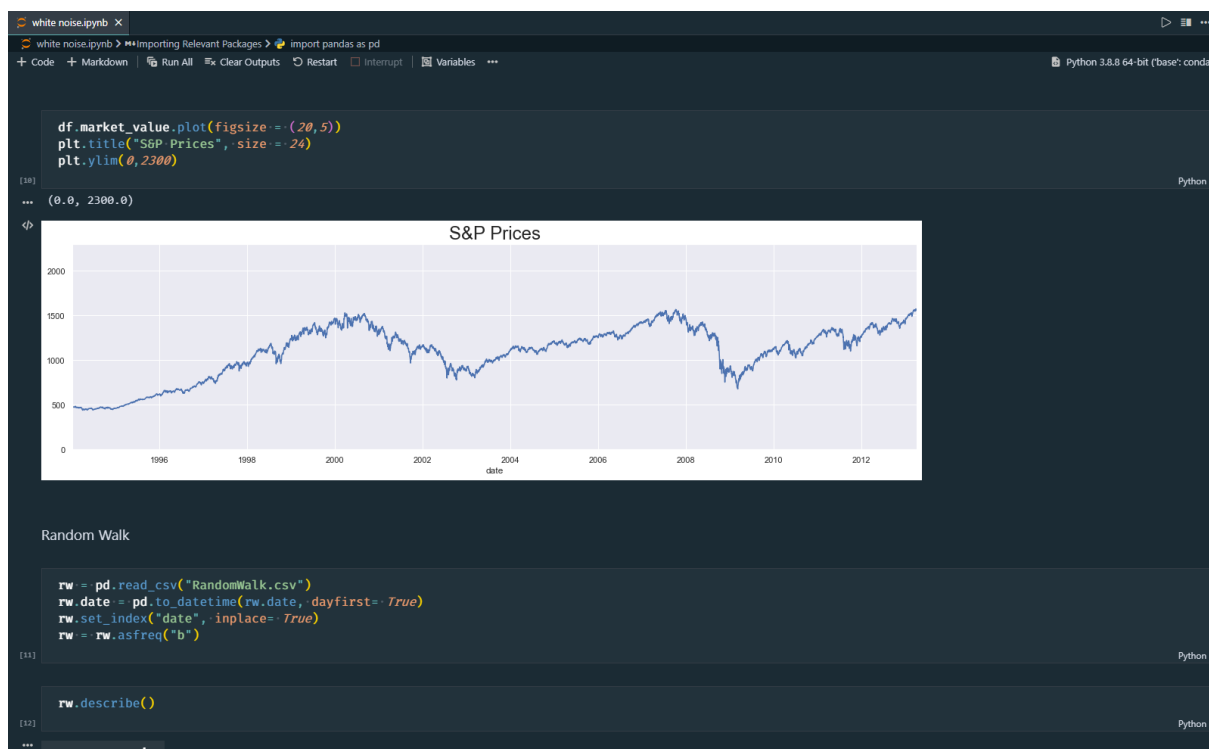 white noise.ipynb ×
white noise.ipynb > M↓Importing Relevant Packages > import pandas as pd
+ Code + Markdown Run All Clear Outputs Restart Interrupt Variables ··· Python 3.8.8 64-bit ('base': conda
df.market_value.plot(figsize = (20,5))
plt.title("S&P Prices", size = 24)
plt.ylim(0,2300)
[10] Python
(0.0, 2300.0)
S&P Prices
2000
1500
1000
500
0
1996 1998 2000 2002 2004 2006 2008 2010 2012
date
Random Walk
rw = pd.read_csv("RandomWalk.csv")
rw.date = pd.to_datetime(rw.date, dayfirst= True)
rw.set_index("date", inplace= True)
rw = rw.asfreq("b")
[11] Python
rw.describe()
[12] Python